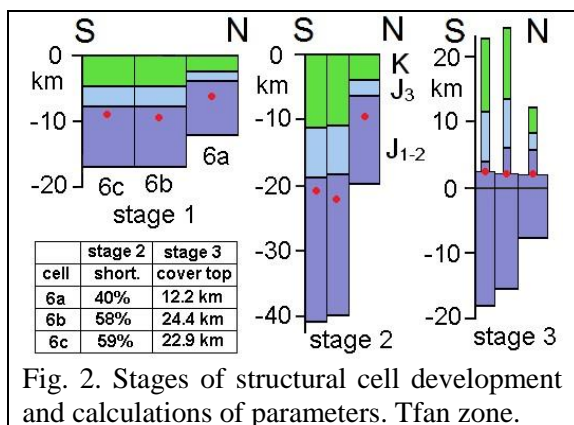 S N
0
km
-10
-20
6c 6b 6a
stage 1
S N
0
km
-10
-20
-30
-40
K
J3
J1-2
stage 2
S N
20
km
10
0
-10
-20
stage 3
stage 2 stage 3
cell short. cover top
6a 40% 12.2 km
6b 58% 24.4 km
6c 59% 22.9 km
Fig. 2. Stages of structural cell development
and calculations of parameters. Tfan zone.